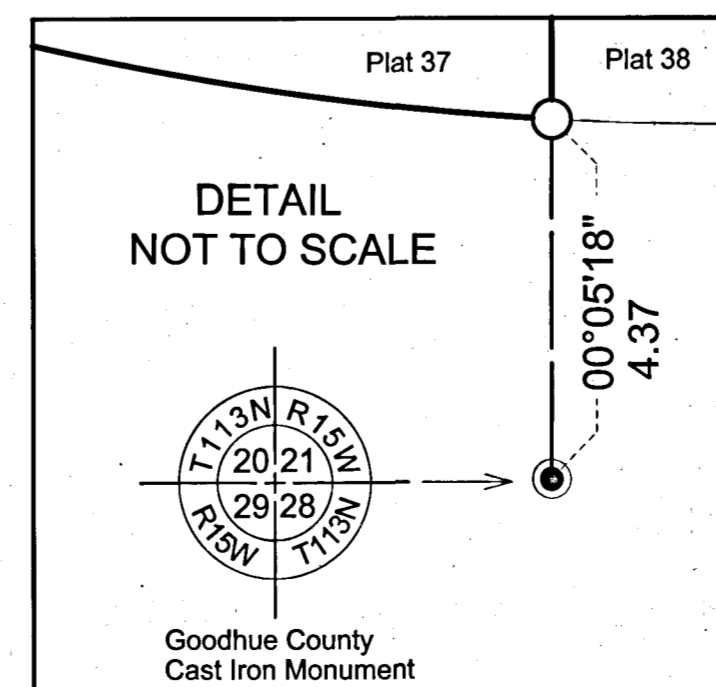 Plat 37
Plat 38
DETAIL
NOT TO SCALE
00°05'18"
4.37
T113N R15W
20 21
29 28
R15W T113N
Goodhue County
Cast Iron Monument